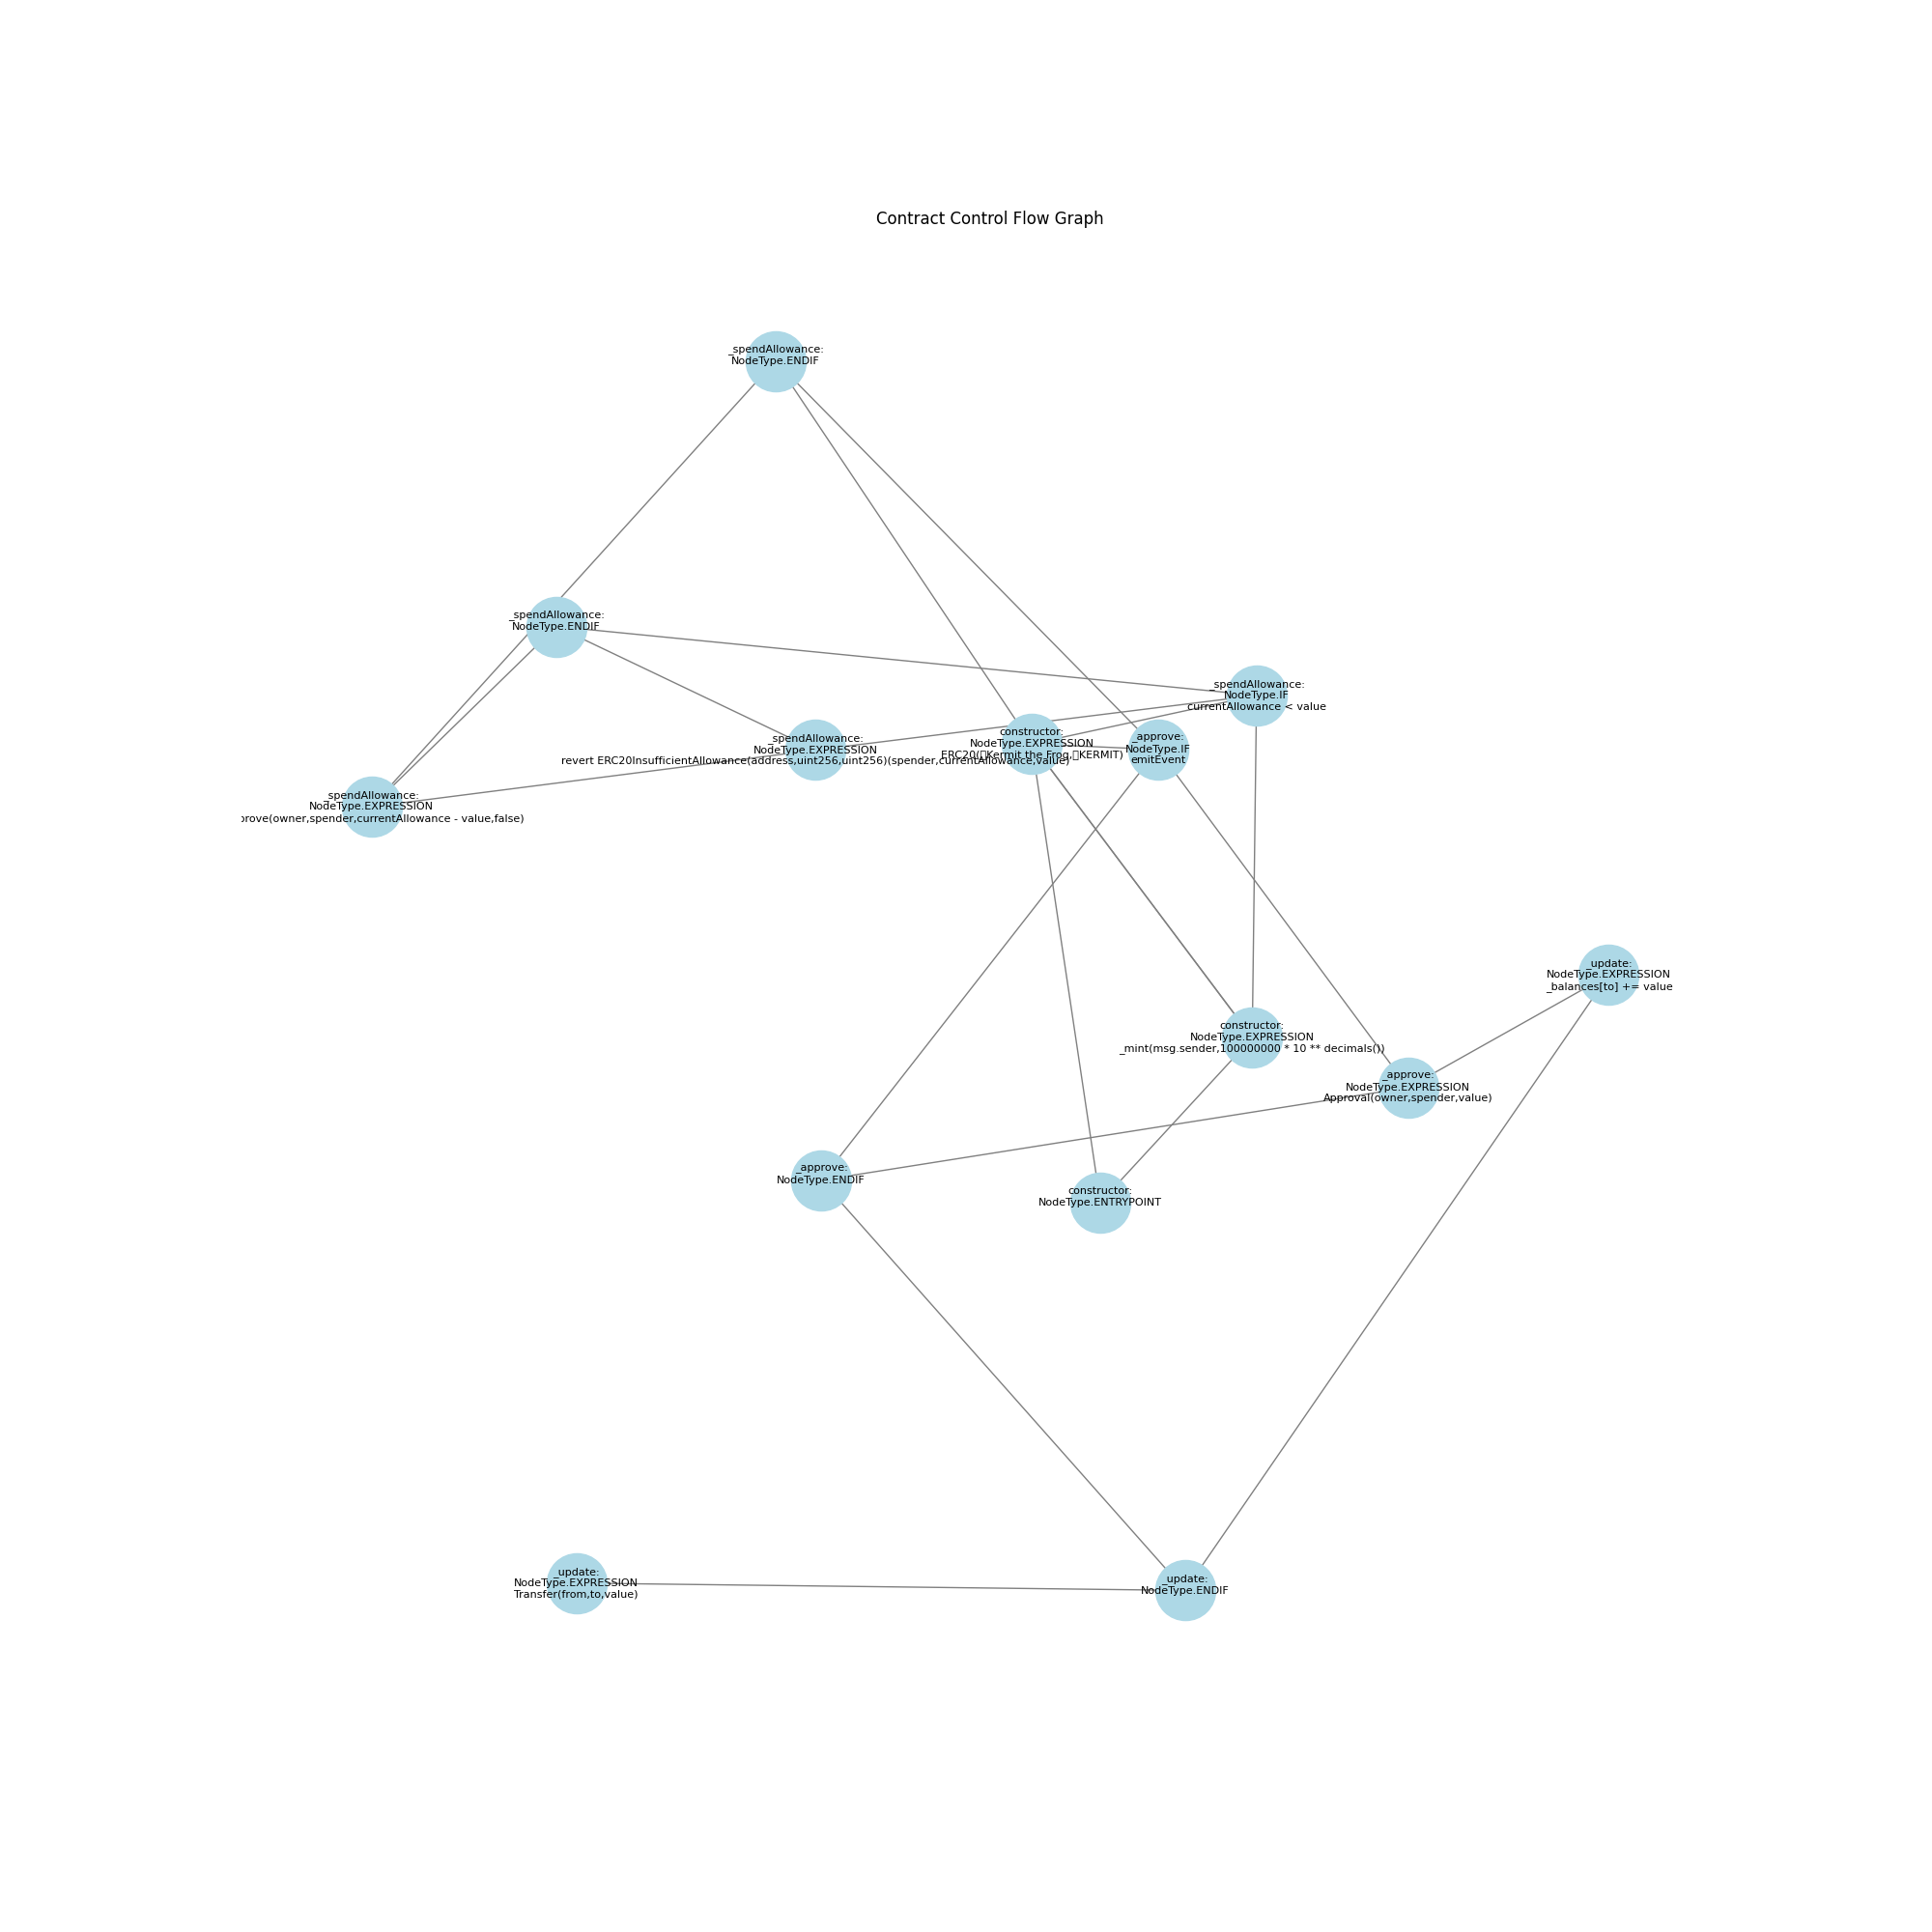 Contract Control Flow Graph
_spendAllowance:
NodeType.ENDIF
_spendAllowance:
NodeType.ENDIF
_spendAllowance:
NodeType.IF
currentAllowance < value
constructor:
NodeType.EXPRESSION
ERC20(▯Kermit the Frog,▯KERMIT)
_approve:
NodeType.IF
emitEvent
_spendAllowance:
NodeType.EXPRESSION
revert ERC20InsufficientAllowance(address,uint256,uint256)(spender,currentAllowance,value)
_spendAllowance:
NodeType.EXPRESSION
prove(owner,spender,currentAllowance - value,false)
_update:
NodeType.EXPRESSION
_balances[to] += value
constructor:
NodeType.EXPRESSION
_mint(msg.sender,100000000 * 10 ** decimals())
_approve:
NodeType.EXPRESSION
Approval(owner,spender,value)
_approve:
NodeType.ENDIF
constructor:
NodeType.ENTRYPOINT
_update:
NodeType.EXPRESSION
Transfer(from,to,value)
_update:
NodeType.ENDIF